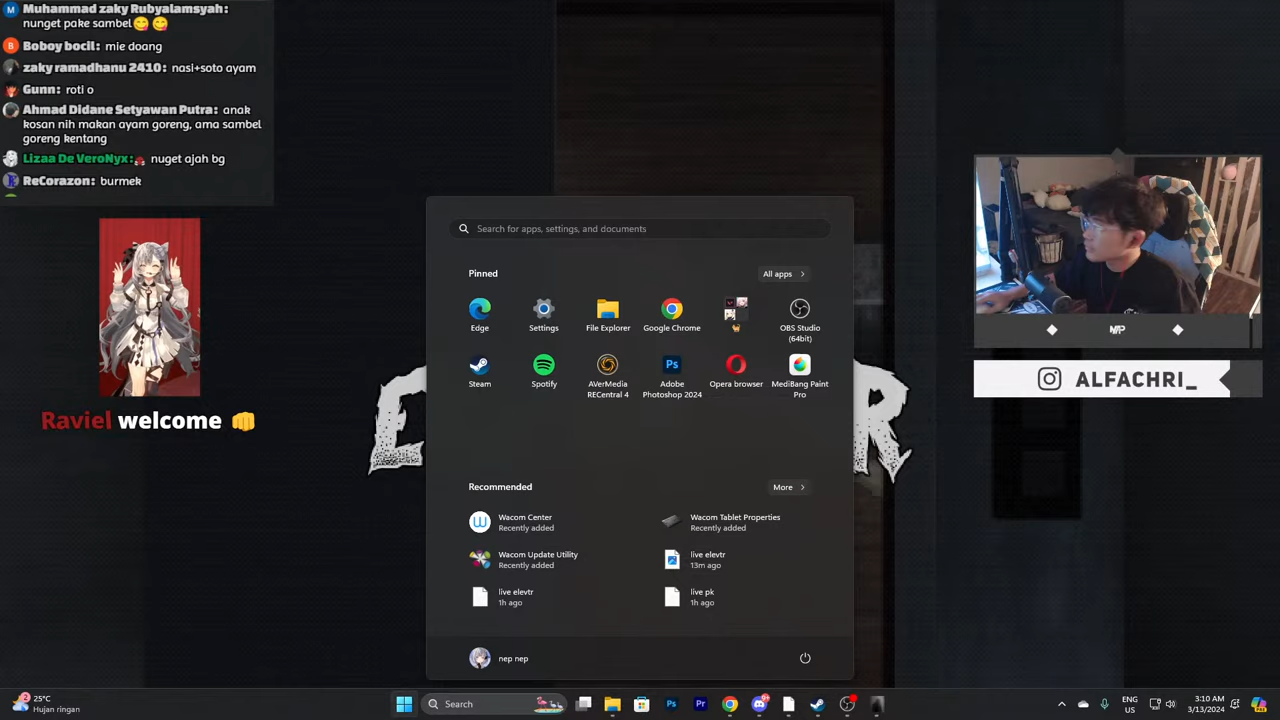 Muhammad zaky Rubyalamsyah:
nunget pake sambel😋 😋
Boboy bocil: mie doang
zaky ramadhanu 2410: nasi+soto ayam
Gunn: roti o
Ahmad Didane Setyawan Putra: anak
kosan nih makan ayam goreng, ama sambel
goreng kentang
Lizaa De VeroNyx: nuget ajah bg
ReCorazon: burmek
Raviel welcome 👊
Search for apps, settings, and documents
Pinned
All apps
Edge
Settings
File Explorer
Google Chrome
OBS Studio
(64bit)
Steam
Spotify
AVerMedia
RECentral 4
Adobe
Photoshop 2024
Opera browser
MediBang Paint
Pro
Recommended
More
Wacom Center
Recently added
Wacom Tablet Properties
Recently added
Wacom Update Utility
Recently added
live elevtr
13m ago
live elevtr
1h ago
live pk
1h ago
nep nep
ALFACHRI_
25°C
Hujan ringan
Search
ENG
US
3:10 AM
3/13/2024